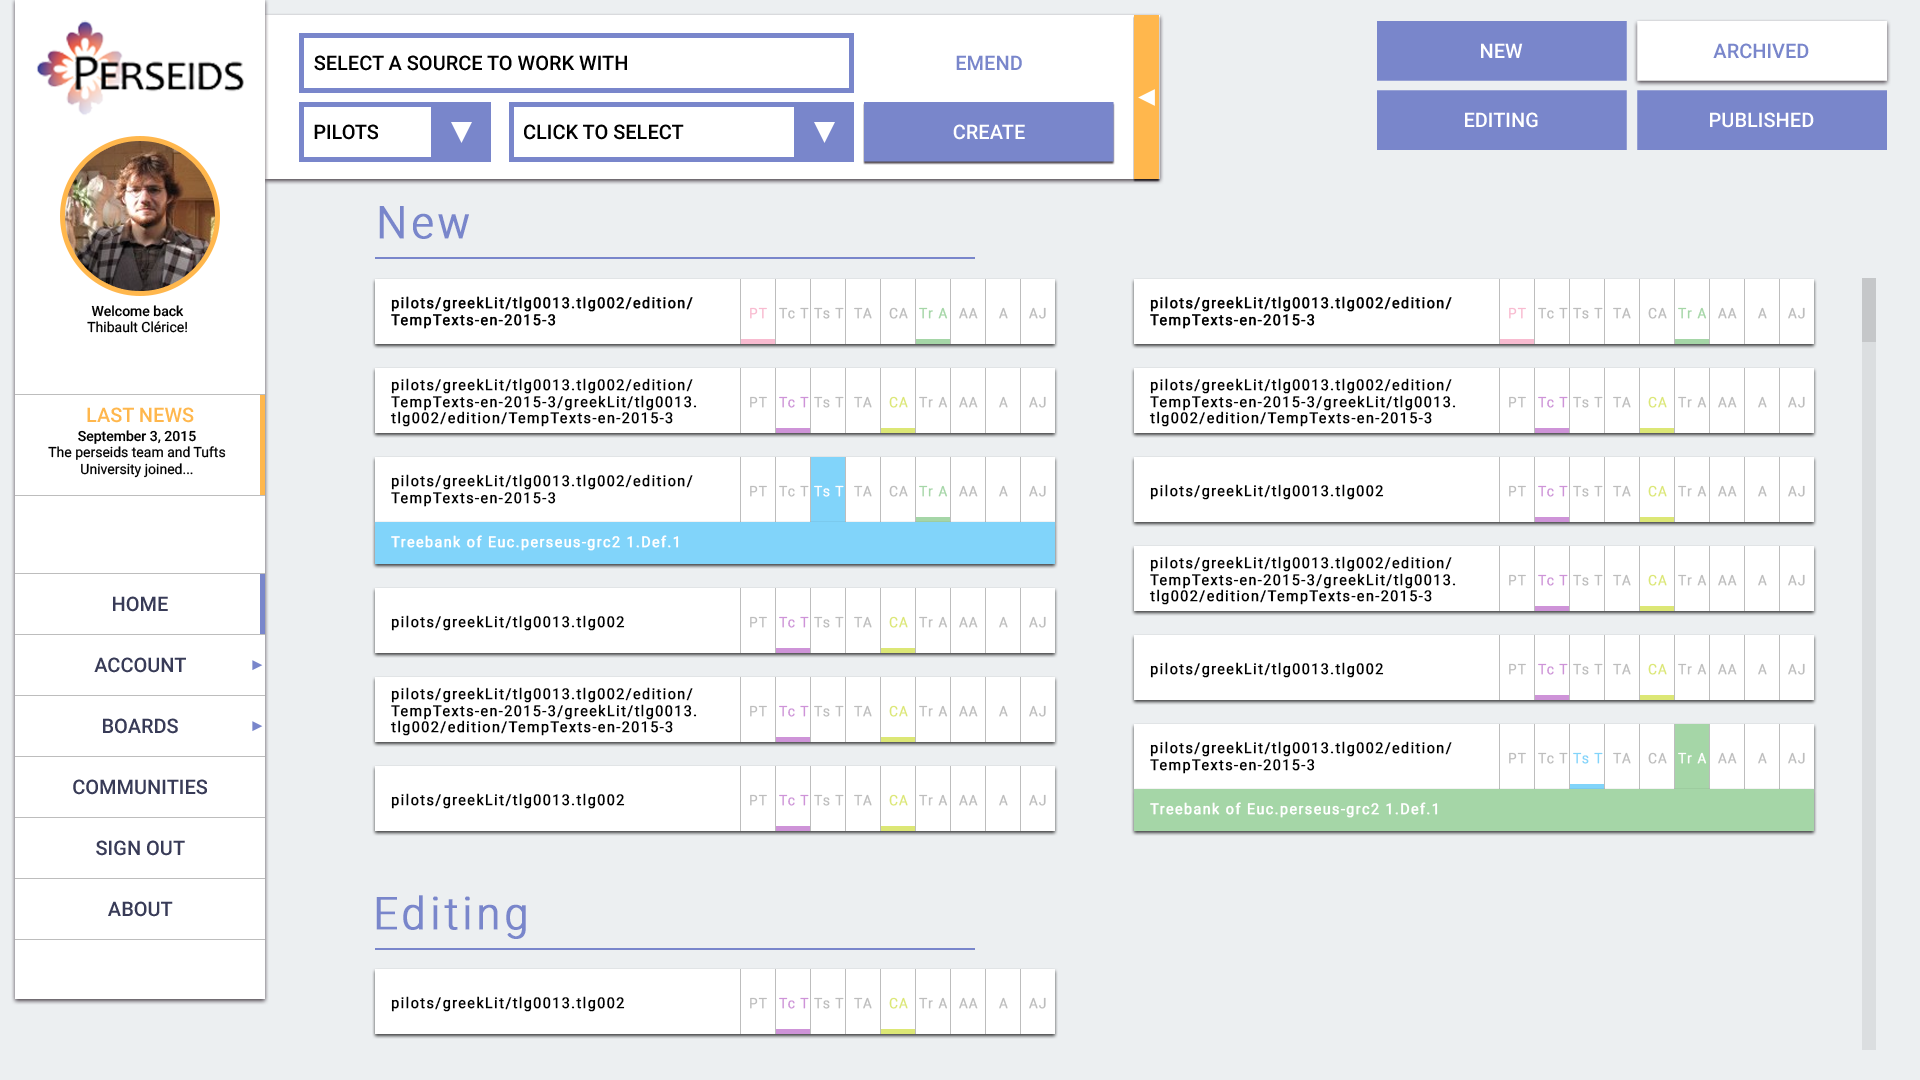 PERSEIDS
Welcome back
Thibault Clérice!
LAST NEWS
September 3, 2015
The perseids team and Tufts
University joined...
HOME
ACCOUNT
BOARDS
COMMUNITIES
SIGN OUT
ABOUT
SELECT A SOURCE TO WORK WITH
EMEND
PILOTS
CLICK TO SELECT
CREATE
NEW
ARCHIVED
EDITING
PUBLISHED
New
pilots/greekLit/tlg0013.tlg002/edition/
TempTexts-en-2015-3
PT Tc T Ts T TA CA Tr A AA A AJ
pilots/greekLit/tlg0013.tlg002/edition/
TempTexts-en-2015-3/greekLit/tlg0013.
tlg002/edition/TempTexts-en-2015-3
PT Tc T Ts T TA CA Tr A AA A AJ
pilots/greekLit/tlg0013.tlg002/edition/
TempTexts-en-2015-3
PT Tc T Ts T TA CA Tr A AA A AJ
Treebank of Euc.perseus-grc2 1.Def.1
pilots/greekLit/tlg0013.tlg002
PT Tc T Ts T TA CA Tr A AA A AJ
pilots/greekLit/tlg0013.tlg002/edition/
TempTexts-en-2015-3/greekLit/tlg0013.
tlg002/edition/TempTexts-en-2015-3
PT Tc T Ts T TA CA Tr A AA A AJ
pilots/greekLit/tlg0013.tlg002
PT Tc T Ts T TA CA Tr A AA A AJ
pilots/greekLit/tlg0013.tlg002/edition/
TempTexts-en-2015-3
PT Tc T Ts T TA CA Tr A AA A AJ
pilots/greekLit/tlg0013.tlg002/edition/
TempTexts-en-2015-3/greekLit/tlg0013.
tlg002/edition/TempTexts-en-2015-3
PT Tc T Ts T TA CA Tr A AA A AJ
pilots/greekLit/tlg0013.tlg002
PT Tc T Ts T TA CA Tr A AA A AJ
pilots/greekLit/tlg0013.tlg002/edition/
TempTexts-en-2015-3/greekLit/tlg0013.
tlg002/edition/TempTexts-en-2015-3
PT Tc T Ts T TA CA Tr A AA A AJ
pilots/greekLit/tlg0013.tlg002
PT Tc T Ts T TA CA Tr A AA A AJ
pilots/greekLit/tlg0013.tlg002/edition/
TempTexts-en-2015-3
PT Tc T Ts T TA CA Tr A AA A AJ
Treebank of Euc.perseus-grc2 1.Def.1
Editing
pilots/greekLit/tlg0013.tlg002
PT Tc T Ts T TA CA Tr A AA A AJ